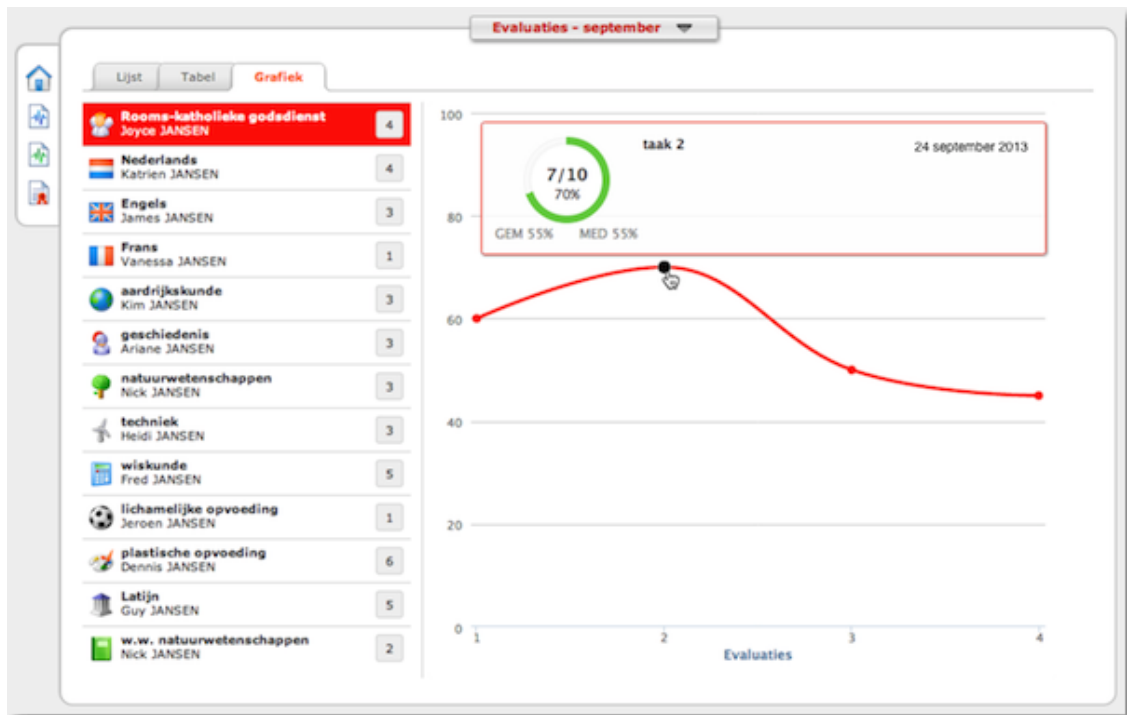 Evaluaties - september
Lijst
Tabel
Grafiek
Rooms-katholieke godsdienst
Joyce JANSEN
4
Nederlands
Katrien JANSEN
4
Engels
James JANSEN
3
Frans
Vanessa JANSEN
1
aardrijkskunde
Kim JANSEN
3
geschiedenis
Ariane JANSEN
3
natuurwetenschappen
Nick JANSEN
3
techniek
Heidi JANSEN
3
wiskunde
Fred JANSEN
5
lichamelijke opvoeding
Jeroen JANSEN
1
plastische opvoeding
Dennis JANSEN
6
Latijn
Guy JANSEN
5
w.w. natuurwetenschappen
Nick JANSEN
2
100
taak 2
24 september 2013
7/10
70%
80
GEM 55% MED 55%
60
40
20
0
1 2 3 4
Evaluaties